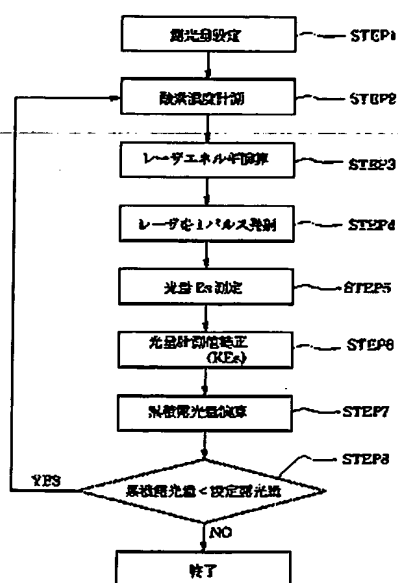 露光量設定 STEP1
酸素濃度計測 STEP2
レーザエネルギ演算 STEP3
レーザを1パルス発射 STEP4
光量 Es 測定 STEP5
光量計測値補正
(KEs) STEP6
累積露光量演算 STEP7
STEP8
累積露光量 < 設定露光量
YES
NO
終了